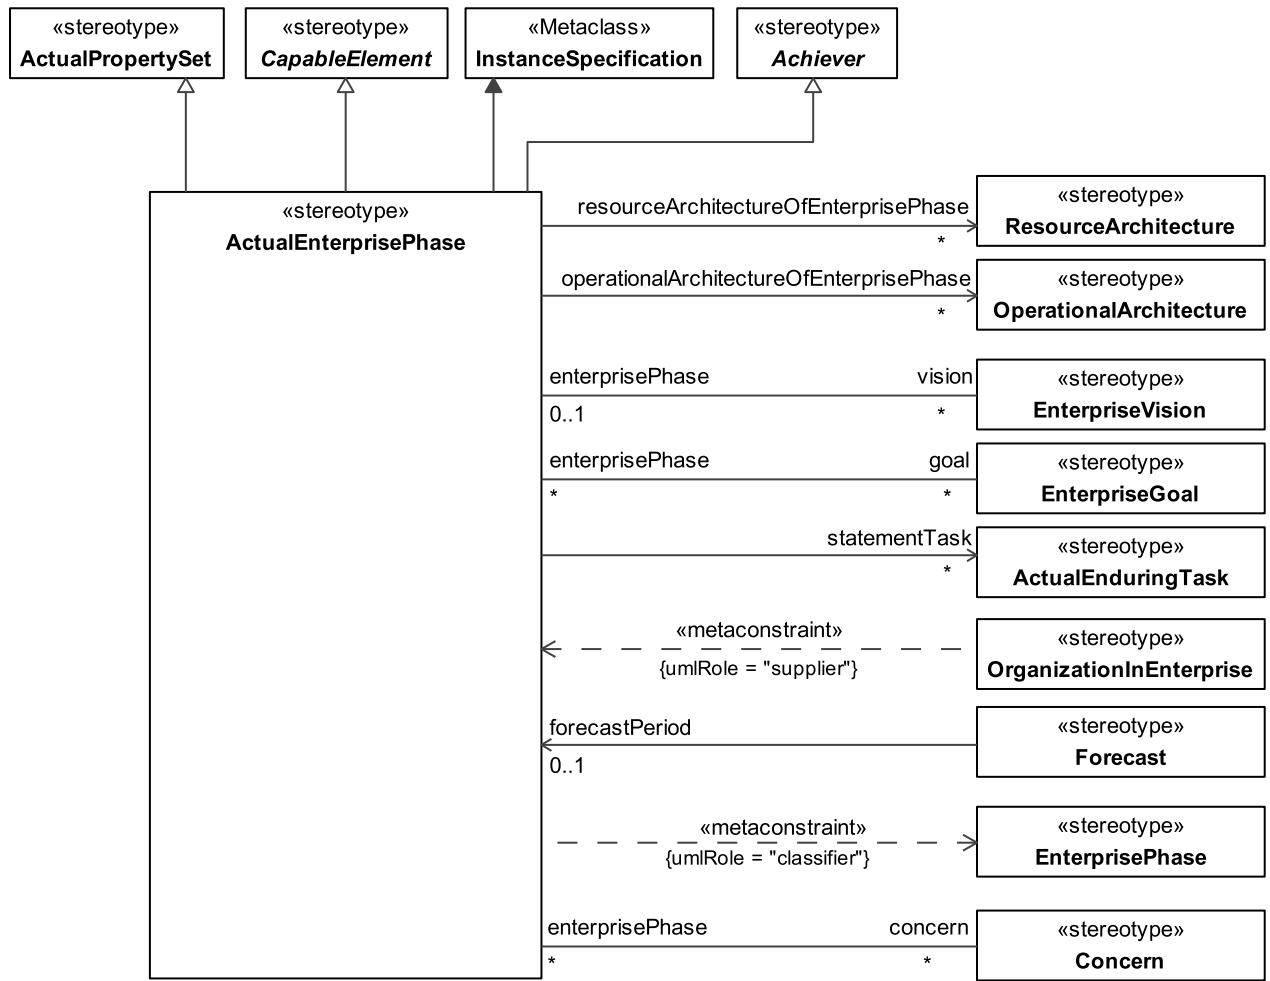 «stereotype»
ActualPropertySet
«stereotype»
CapableElement
«Metaclass»
InstanceSpecification
«stereotype»
Achiever
«stereotype»
ActualEnterprisePhase
resourceArchitectureOfEnterprisePhase
*
«stereotype»
ResourceArchitecture
operationalArchitectureOfEnterprisePhase
*
«stereotype»
OperationalArchitecture
enterprisePhase
vision
0..1
*
«stereotype»
EnterpriseVision
enterprisePhase
goal
*
*
«stereotype»
EnterpriseGoal
statementTask
*
«stereotype»
ActualEnduringTask
«metaconstraint»
{umlRole = "supplier"}
«stereotype»
OrganizationInEnterprise
forecastPeriod
0..1
«stereotype»
Forecast
«metaconstraint»
{umlRole = "classifier"}
«stereotype»
EnterprisePhase
enterprisePhase
concern
*
*
«stereotype»
Concern